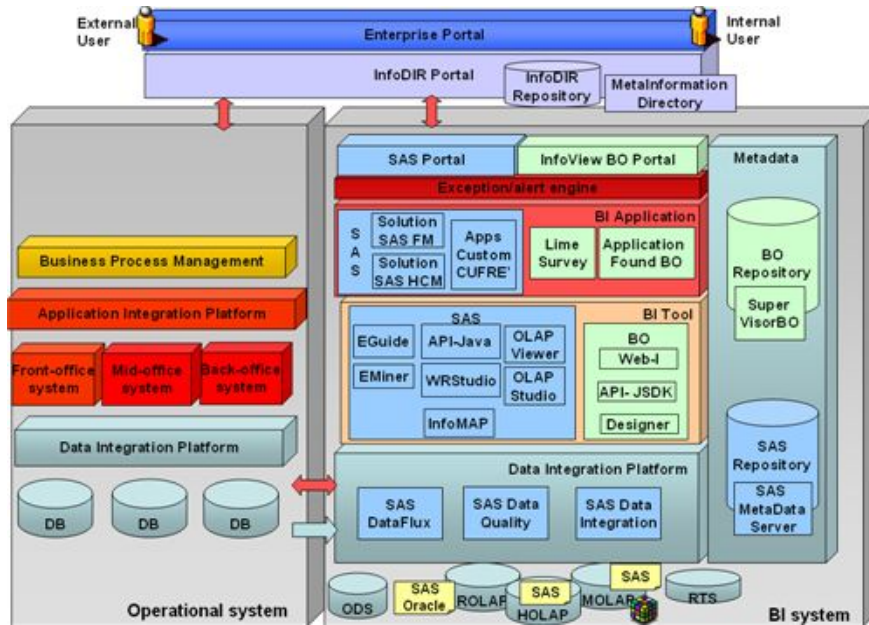 External
User
Enterprise Portal
Internal
User
InfoDIR Portal
InfoDIR
Repository
MetaInformation
Directory
SAS Portal
InfoView BO Portal
Metadata
Exception/alert engine
BI Application
S
A
S
Solution
SAS FM
Solution
SAS HCM
Apps
Custom
CUFRE'
Lime
Survey
Application
Found BO
BO
Repository
Super
VisorBO
Business Process Management
Application Integration Platform
Front-office
system
Mid-office
system
Back-office
system
Data Integration Platform
DB
DB
DB
Operational system
BI Tool
SAS
EGuide
API-Java
OLAP
Viewer
EMiner
WRStudio
OLAP
Studio
InfoMAP
BO
Web-I
API- JSDK
Designer
Data Integration Platform
SAS
DataFlux
SAS Data
Quality
SAS Data
Integration
SAS
Repository
SAS
MetaData
Server
ODS
SAS
Oracle
ROLAP
SAS
HOLAP
SAS
MOLAP
RTS
BI system